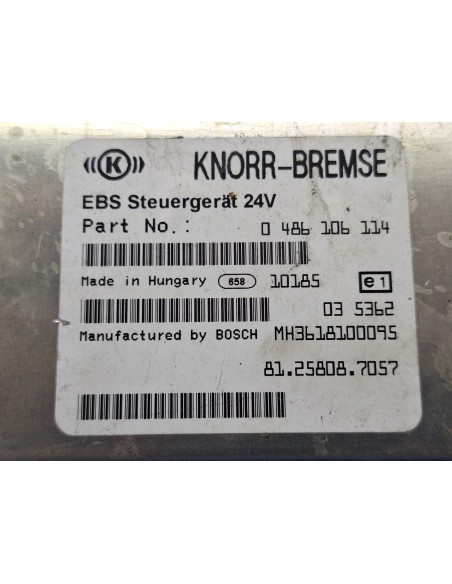 ((K)) KNORR-BREMSE
EBS Steuergerät 24V
Part No.: 0 486 106 114
Made in Hungary 658 10185 e1
03 5362
Manufactured by BOSCH MH3618100095
81.25808.7057